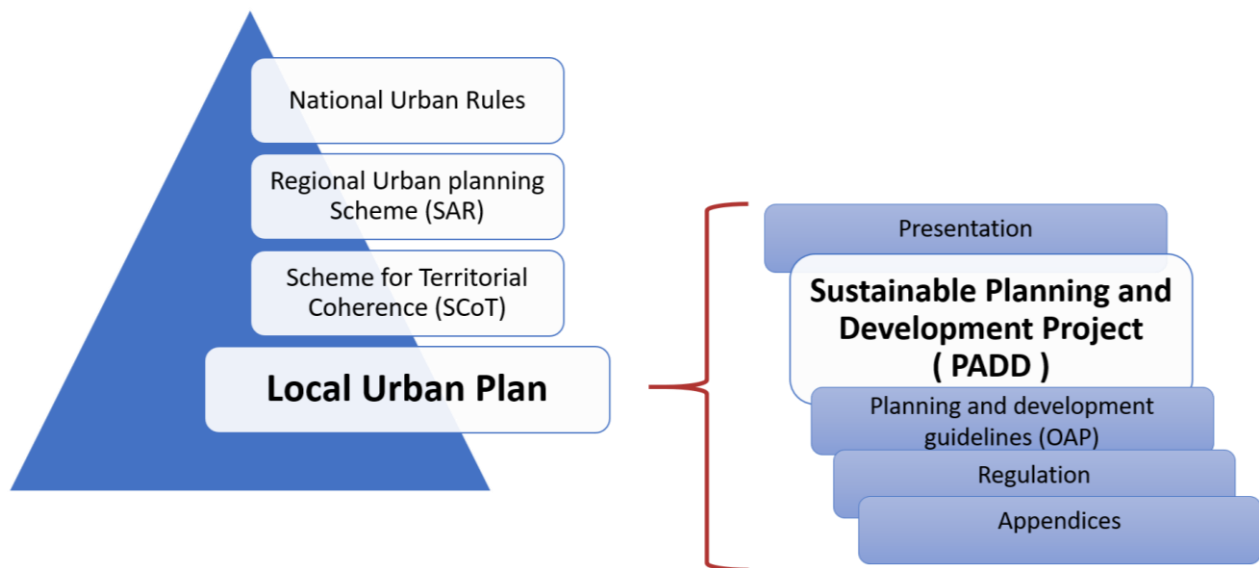 National Urban Rules
Regional Urban planning
Scheme (SAR)
Scheme for Territorial
Coherence (SCoT)
Local Urban Plan
Presentation
Sustainable Planning and
Development Project
( PADD )
Planning and development
guidelines (OAP)
Regulation
Appendices